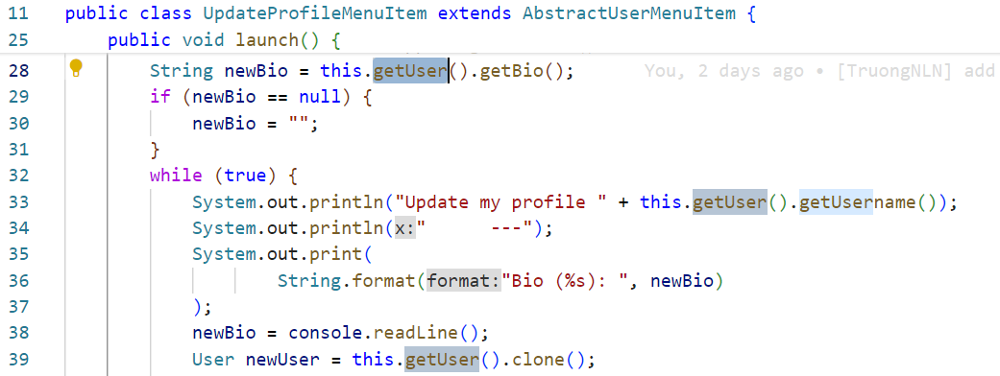 11 public class UpdateProfileMenuItem extends AbstractUserMenuItem {
25 public void launch() {
28 String newBio = this.getUser().getBio(); You, 2 days ago • [TruongNLN] add
29 if (newBio == null) {
30 newBio = "";
31 }
32 while (true) {
33 System.out.println("Update my profile " + this.getUser().getUsername());
34 System.out.println(x:"      ---");
35 System.out.print(
36 String.format(format:"Bio (%s): ", newBio)
37 );
38 newBio = console.readLine();
39 User newUser = this.getUser().clone();